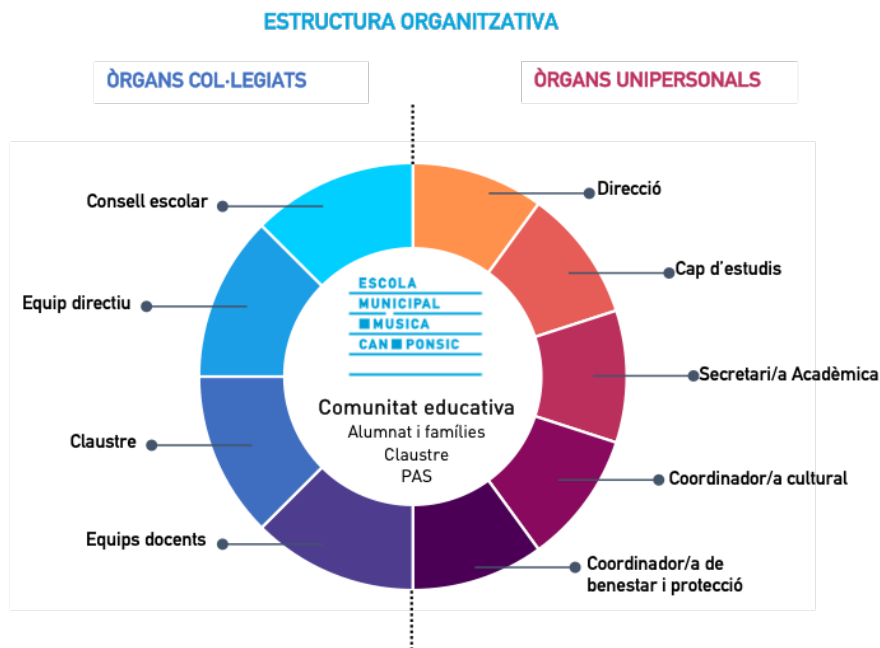 ESTRUCTURA ORGANITZATIVA
ÒRGANS COL·LEGIATS
ÒRGANS UNIPERSONALS
Consell escolar
Equip directiu
Claustre
Equips docents
Direcció
Cap d'estudis
Secretari/a Acadèmica
Coordinador/a cultural
Coordinador/a de
benestar i protecció
ESCOLA
MUNICIPAL
MUSICA
CAN PONSIC
Comunitat educativa
Alumnat i famílies
Claustre
PAS